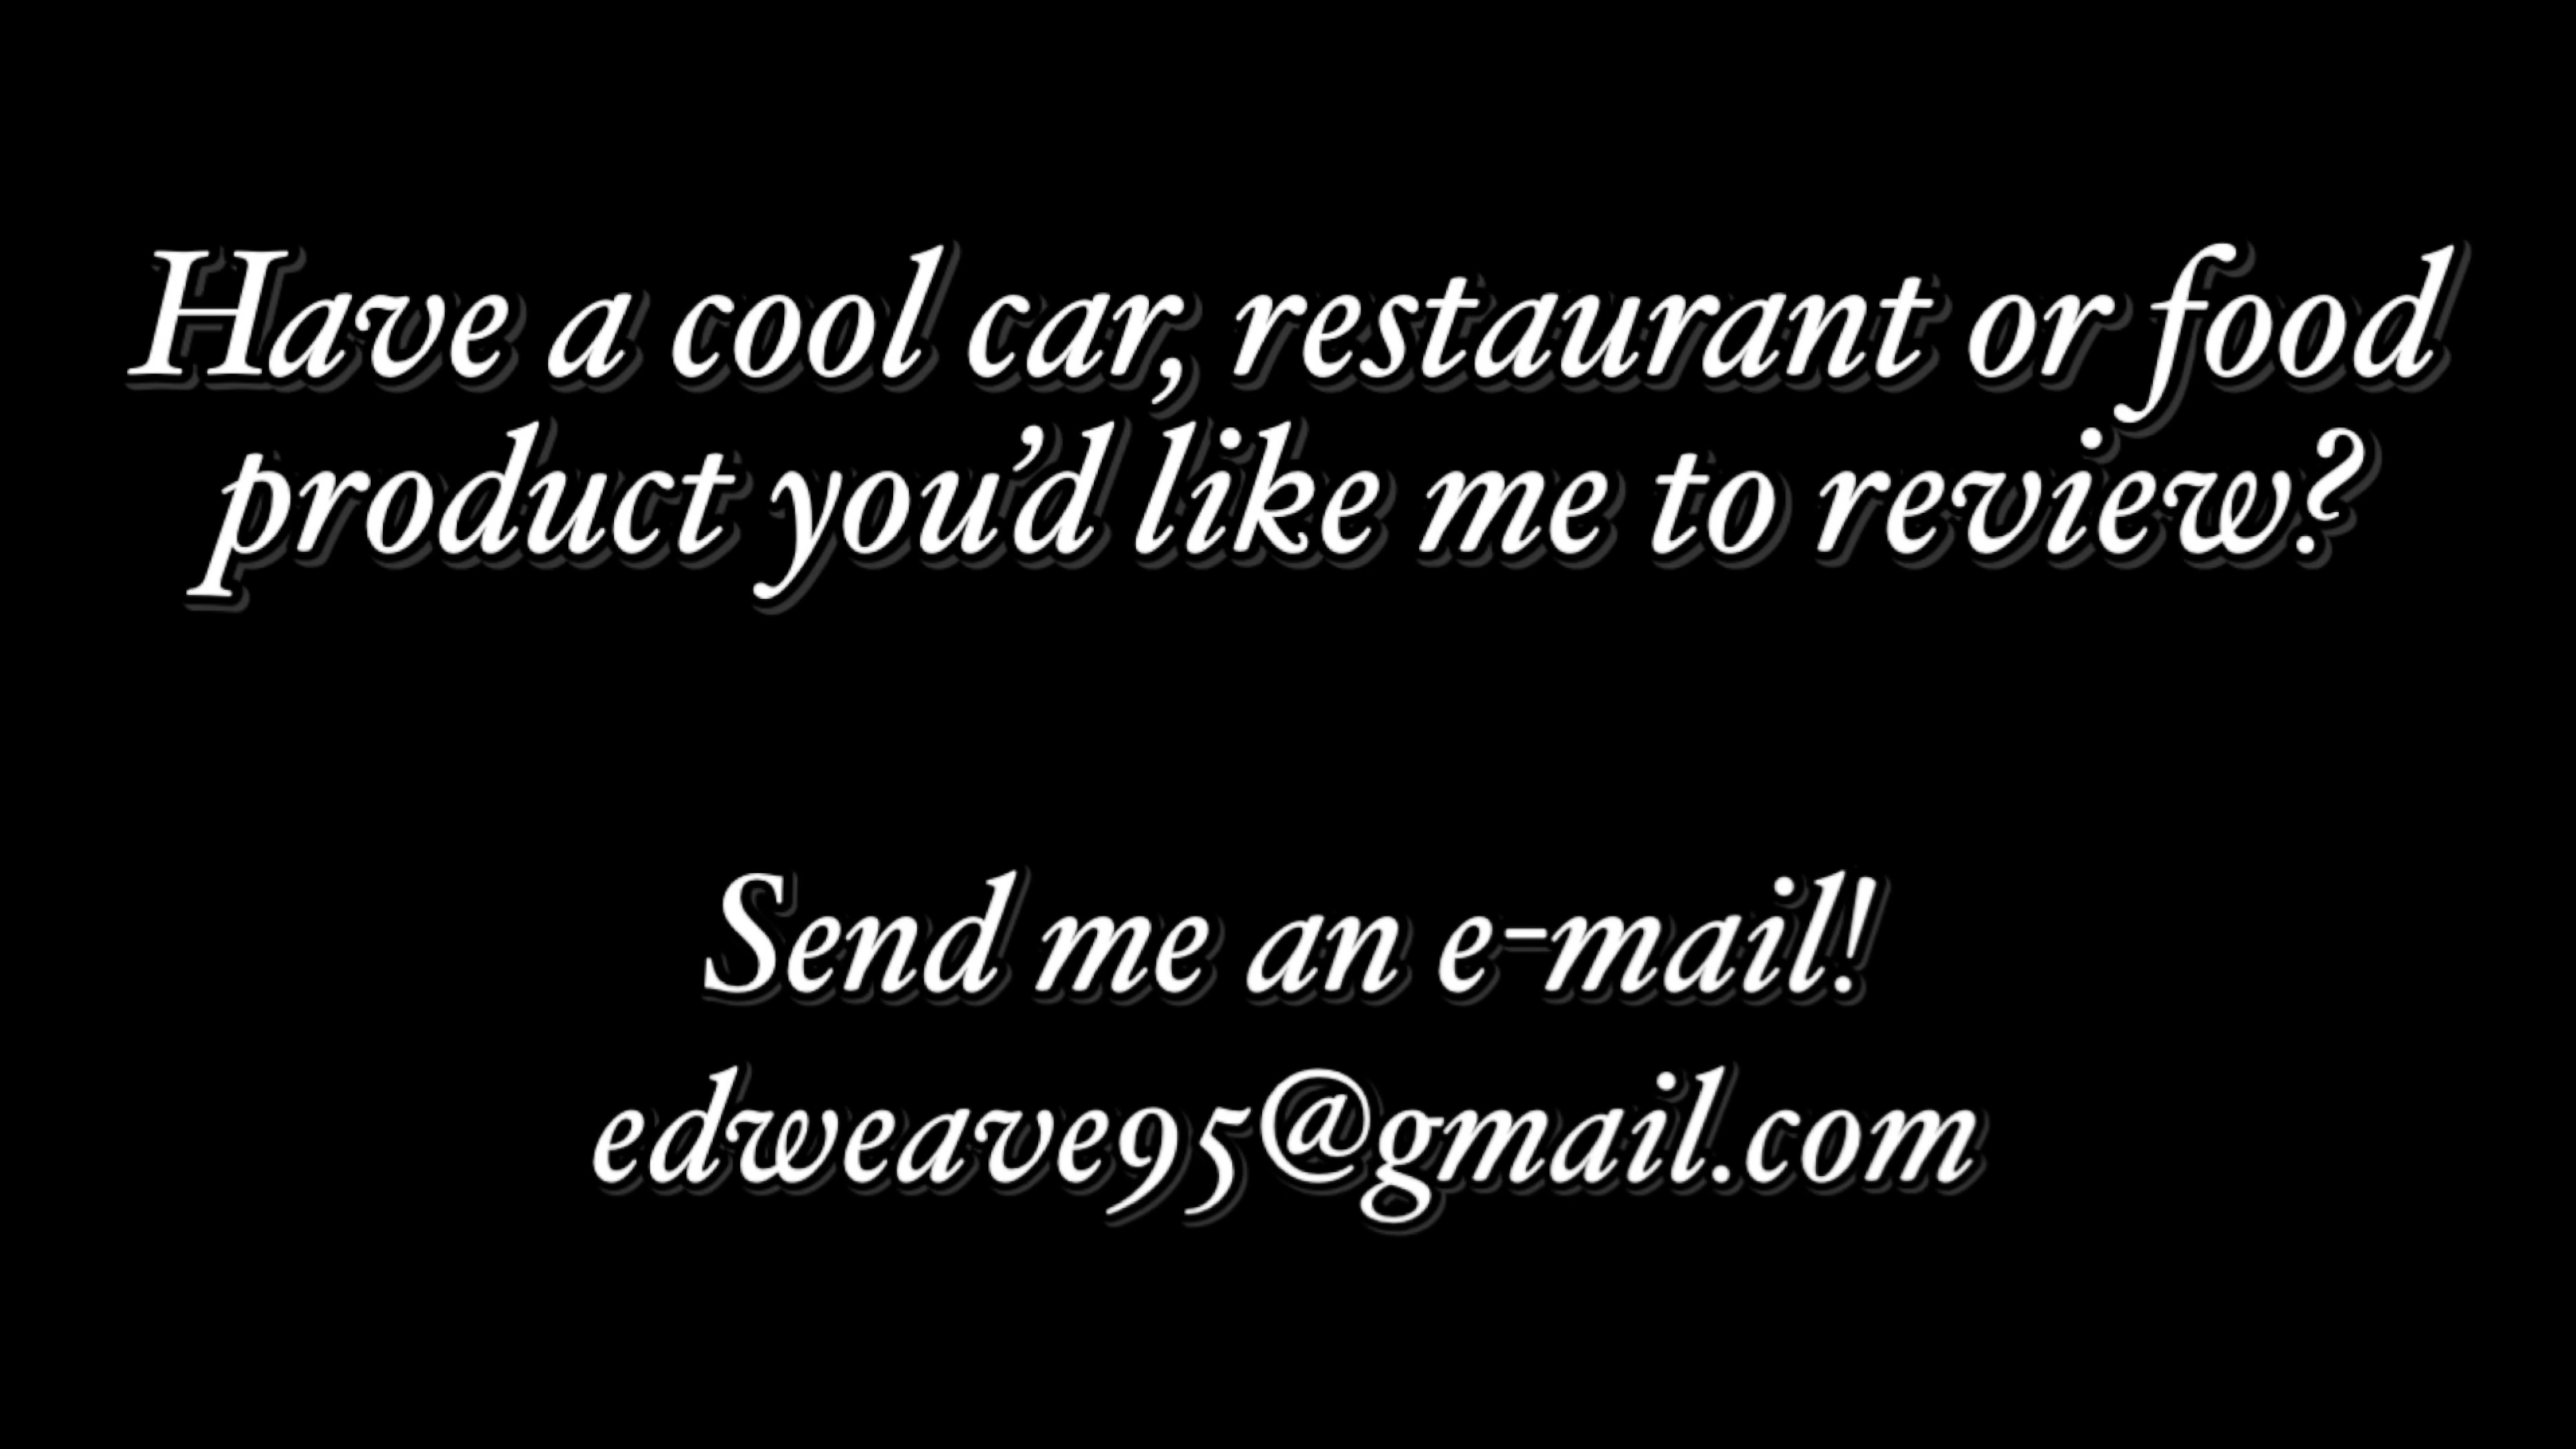 Have a cool car, restaurant or food
product you’d like me to review?
Send me an e-mail!
edweave95@gmail.com